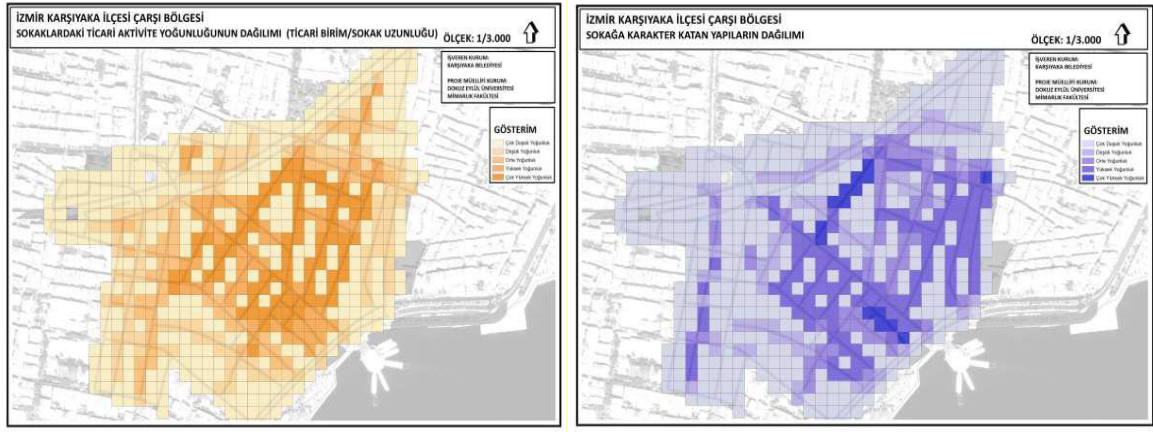 İZMİR KARŞIYAKA İLÇESİ ÇARŞI BÖLGESİ
SOKAKLARDAKİ TİCARİ AKTİVİTE YOĞUNLUĞUNUN DAĞILIMI (TİCARİ BİRİM/SOKAK UZUNLUĞU) ÖLÇEK: 1/3.000
İŞVEREN KURUM:
KARŞIYAKA BELEDİYESİ
PROJE MÜELLİFİ KURUM:
DOKUZ EYLÜL ÜNİVERSİTESİ
MİMARLIK FAKÜLTESİ
GÖSTERİM
Çok Düşük Yoğunluk
Düşük Yoğunluk
Orta Yoğunluk
Yüksek Yoğunluk
Çok Yüksek Yoğunluk
İZMİR KARŞIYAKA İLÇESİ ÇARŞI BÖLGESİ
SOKAĞA KARAKTER KATAN YAPILARIN DAĞILIMI ÖLÇEK: 1/3.000
İŞVEREN KURUM:
KARŞIYAKA BELEDİYESİ
PROJE MÜELLİFİ KURUM:
DOKUZ EYLÜL ÜNİVERSİTESİ
MİMARLIK FAKÜLTESİ
GÖSTERİM
Çok Düşük Yoğunluk
Düşük Yoğunluk
Orta Yoğunluk
Yüksek Yoğunluk
Çok Yüksek Yoğunluk